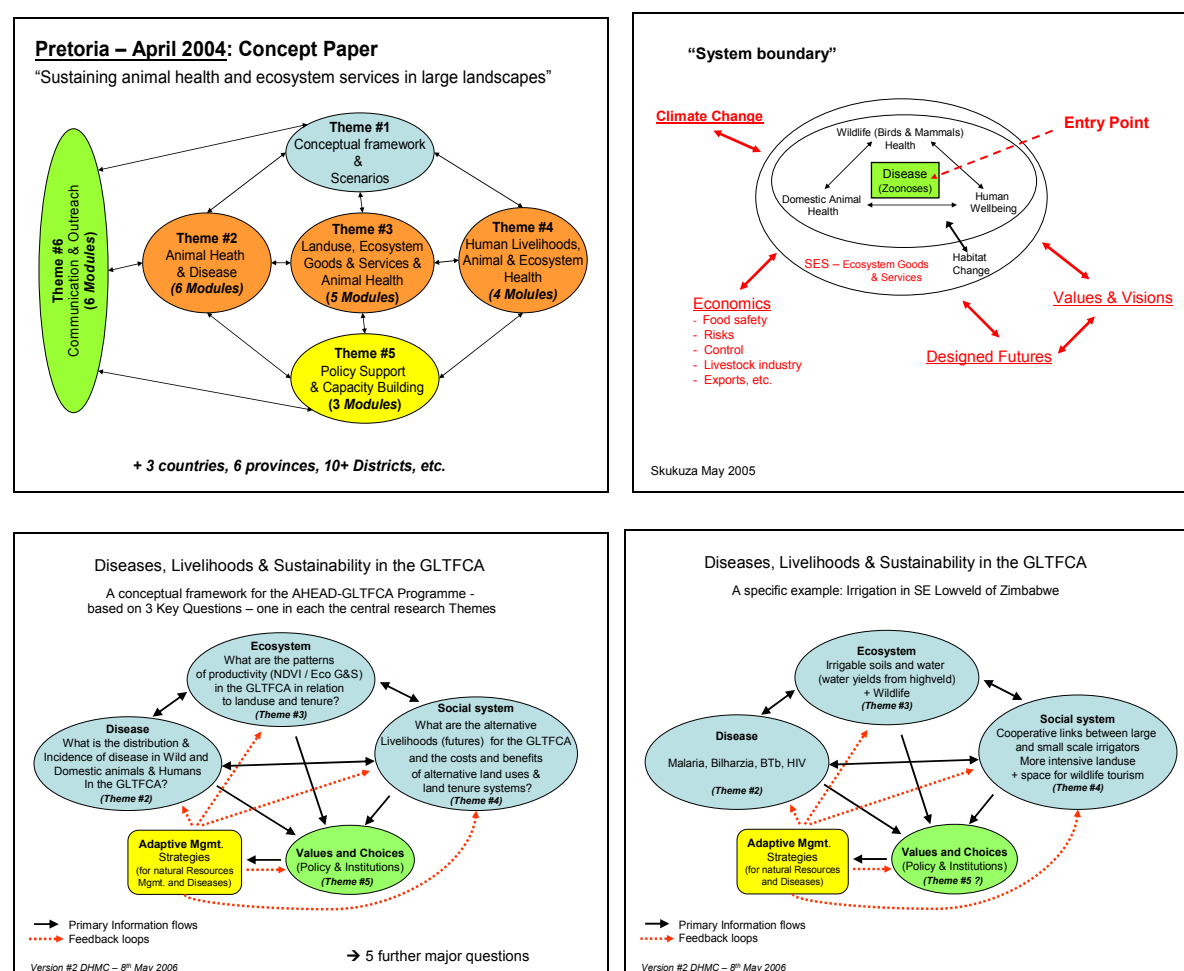 Pretoria – April 2004: Concept Paper
“Sustaining animal health and ecosystem services in large landscapes”
Theme #6
Communication & Outreach
(6 Modules)
Theme #1
Conceptual framework
&
Scenarios
Theme #2
Animal Heath
& Disease
(6 Modules)
Theme #3
Landuse, Ecosystem
Goods & Services &
Animal Health
(5 Modules)
Theme #4
Human Livelihoods,
Animal & Ecosystem
Health
(4 Molules)
Theme #5
Policy Support
& Capacity Building
(3 Modules)
+ 3 countries, 6 provinces, 10+ Districts, etc.
“System boundary”
Climate Change
Entry Point
Wildlife (Birds & Mammals)
Health
Disease
(Zoonoses)
Domestic Animal
Health
Human
Wellbeing
Habitat
Change
SES – Ecosystem Goods
& Services
Economics
- Food safety
- Risks
- Control
- Livestock industry
- Exports, etc.
Values & Visions
Designed Futures
Skukuza May 2005
Diseases, Livelihoods & Sustainability in the GLTFCA
A conceptual framework for the AHEAD-GLTFCA Programme -
based on 3 Key Questions – one in each the central research Themes
Ecosystem
What are the patterns
of productivity (NDVI / Eco G&S)
in the GLTFCA in relation
to landuse and tenure?
(Theme #3)
Disease
What is the distribution &
Incidence of disease in Wild and
Domestic animals & Humans
In the GLTFCA?
(Theme #2)
Social system
What are the alternative
Livelihoods (futures) for the GLTFCA
and the costs and benefits
of alternative land uses &
land tenure systems?
(Theme #4)
Adaptive Mgmt.
Strategies
(for natural Resources
Mgmt. and Diseases)
Values and Choices
(Policy & Institutions)
(Theme #5)
Primary Information flows
Feedback loops
→ 5 further major questions
Version #2 DHMC – 8th May 2006
Diseases, Livelihoods & Sustainability in the GLTFCA
A specific example: Irrigation in SE Lowveld of Zimbabwe
Ecosystem
Irrigable soils and water
(water yields from highveld)
+ Wildlife
(Theme #3)
Disease
Malaria, Bilharzia, BTb, HIV
(Theme #2)
Social system
Cooperative links between large
and small scale irrigators
More intensive landuse
+ space for wildlife tourism
(Theme #4)
Adaptive Mgmt.
Strategies
(for natural Resources
and Diseases)
Values and Choices
(Policy & Institutions)
(Theme #5 ?)
Primary Information flows
Feedback loops
Version #2 DHMC – 8th May 2006